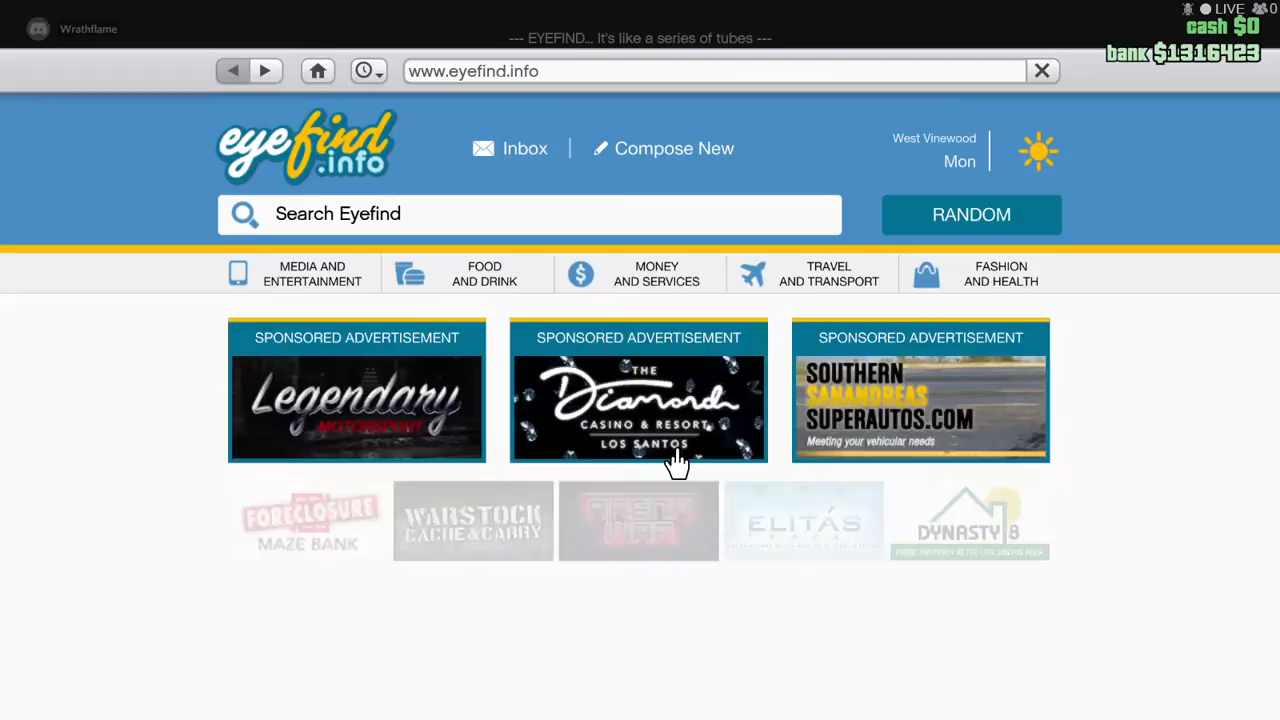 Wrathflame
LIVE 0
cash $0
--- EYEFIND... It's like a series of tubes ---
bank $1316423
www.eyefind.info
eyefind
.info
Inbox
Compose New
West Vinewood
Mon
Search Eyefind
RANDOM
MEDIA AND
ENTERTAINMENT
FOOD
AND DRINK
MONEY
AND SERVICES
TRAVEL
AND TRANSPORT
FASHION
AND HEALTH
SPONSORED ADVERTISEMENT
Legendary
MOTORSPORT
SPONSORED ADVERTISEMENT
THE
Diamond
CASINO & RESORT
LOS SANTOS
SPONSORED ADVERTISEMENT
SOUTHERN
SANANDREAS
SUPERAUTOS.COM
Meeting your vehicular needs
FORECLOSURE
MAZE BANK
WARSTOCK
CACHE & CARRY
ARENA
WAR
ELITÁS
DYNASTY 8